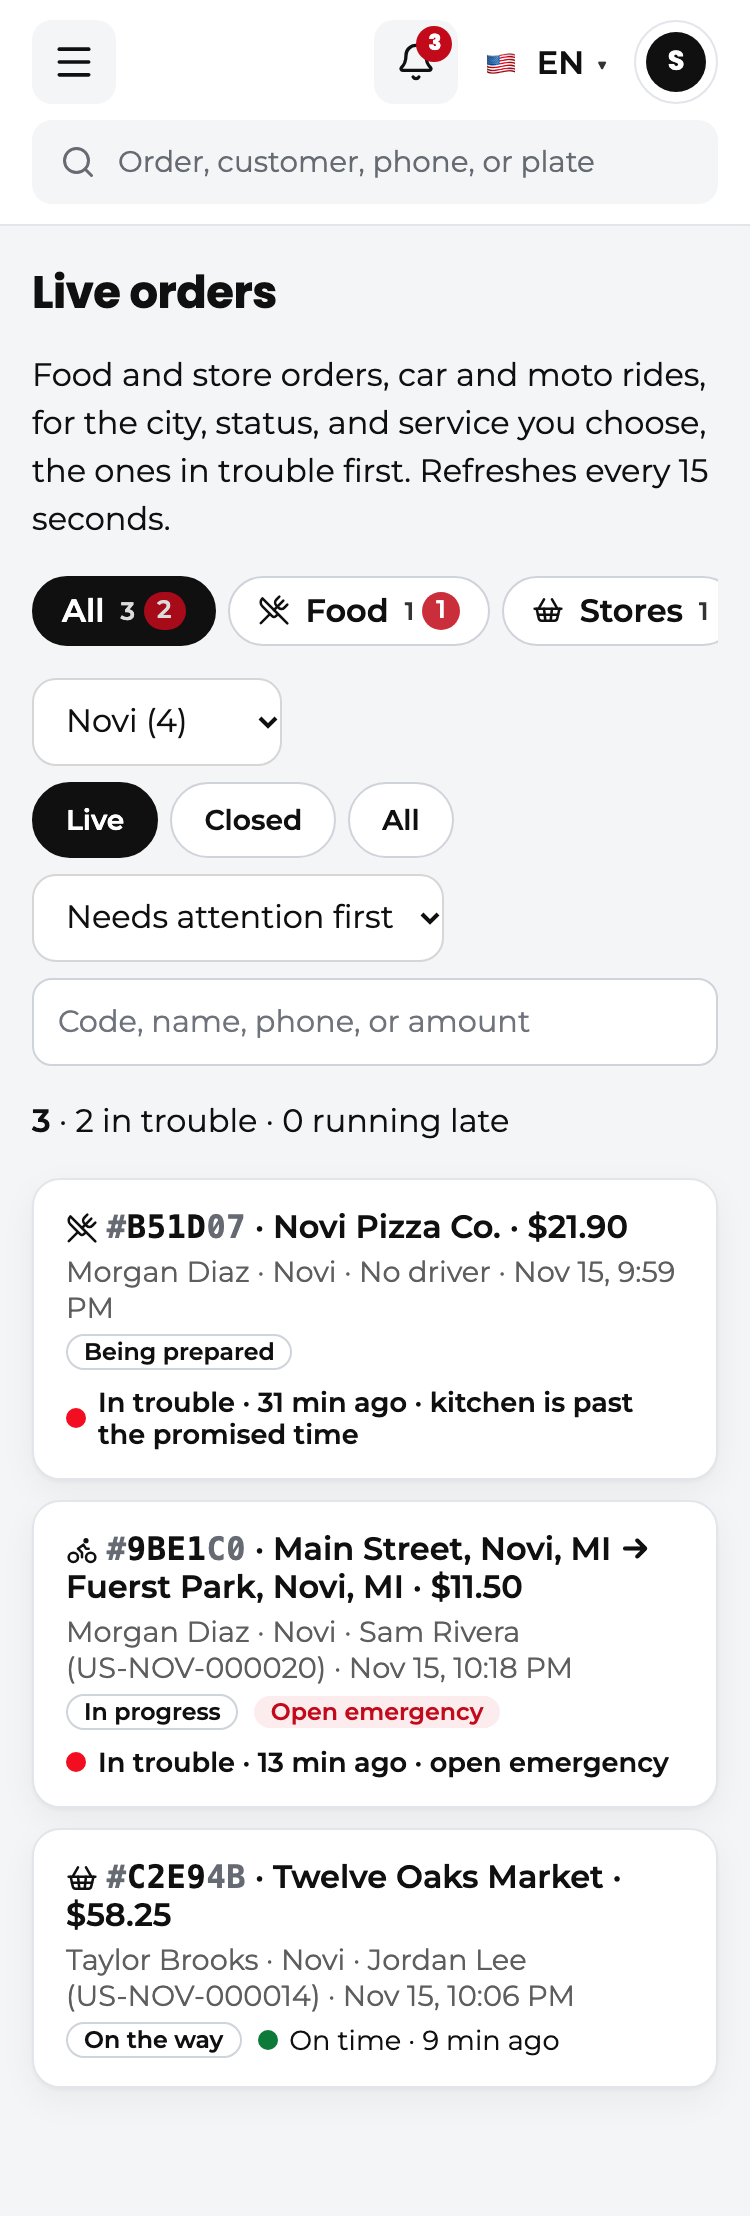 3
EN ▾
S
Order, customer, phone, or plate
Live orders
Food and store orders, car and moto rides,
for the city, status, and service you choose,
the ones in trouble first. Refreshes every 15
seconds.
All 3 2 Food 1 1 Stores 1
Novi (4)
Live Closed All
Needs attention first
Code, name, phone, or amount
3 · 2 in trouble · 0 running late
#B51D07 · Novi Pizza Co. · $21.90
Morgan Diaz · Novi · No driver · Nov 15, 9:59
PM
Being prepared
In trouble · 31 min ago · kitchen is past
the promised time
#9BE1C0 · Main Street, Novi, MI →
Fuerst Park, Novi, MI · $11.50
Morgan Diaz · Novi · Sam Rivera
(US-NOV-000020) · Nov 15, 10:18 PM
In progress Open emergency
In trouble · 13 min ago · open emergency
#C2E94B · Twelve Oaks Market ·
$58.25
Taylor Brooks · Novi · Jordan Lee
(US-NOV-000014) · Nov 15, 10:06 PM
On the way On time · 9 min ago